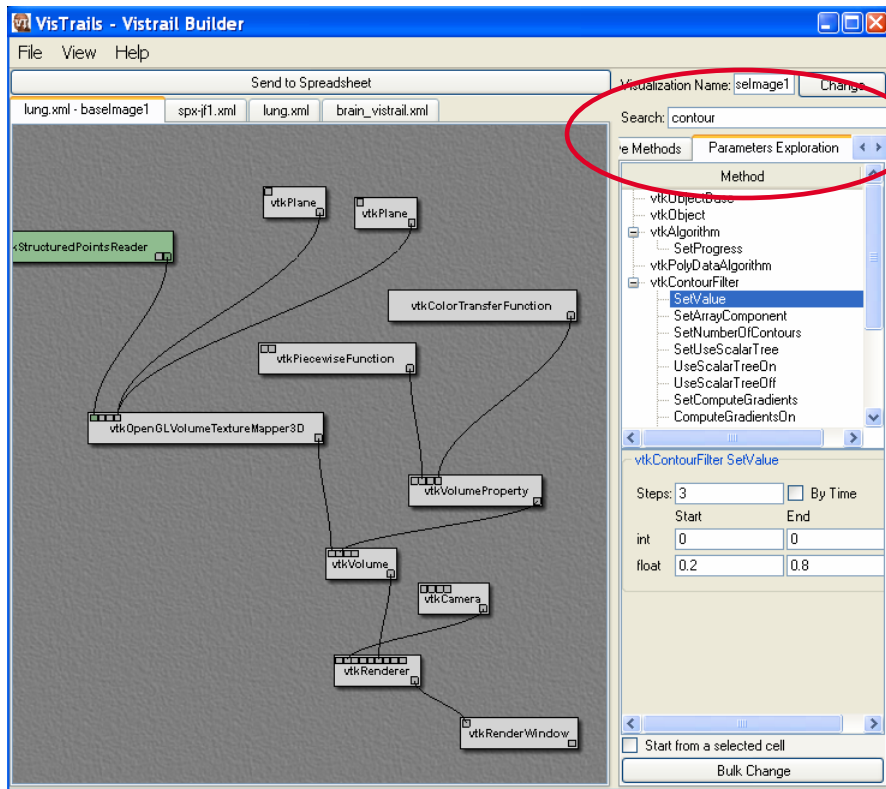 VisTrails - Vistrail Builder
File View Help
Send to Spreadsheet
lung.xml - baseImage1 spx-jf1.xml lung.xml brain_vistrail.xml
vtkPlane
vtkPlane
kStructuredPointsReader
vtkColorTransferFunction
vtkPiecewiseFunction
vtkOpenGLVolumeTextureMapper3D
vtkVolumeProperty
vtkVolume
vtkCamera
vtkRenderer
vtkRenderWindow
Visualization Name: seImage1 Change
Search: contour
e Methods Parameters Exploration
Method
vtkObjectBase
vtkObject
vtkAlgorithm
SetProgress
vtkPolyDataAlgorithm
vtkContourFilter
SetValue
SetArrayComponent
SetNumberOfContours
SetUseScalarTree
UseScalarTreeOn
UseScalarTreeOff
SetComputeGradients
ComputeGradientsOn
vtkContourFilter SetValue
Steps: 3 By Time
Start End
int 0 0
float 0.2 0.8
Start from a selected cell
Bulk Change